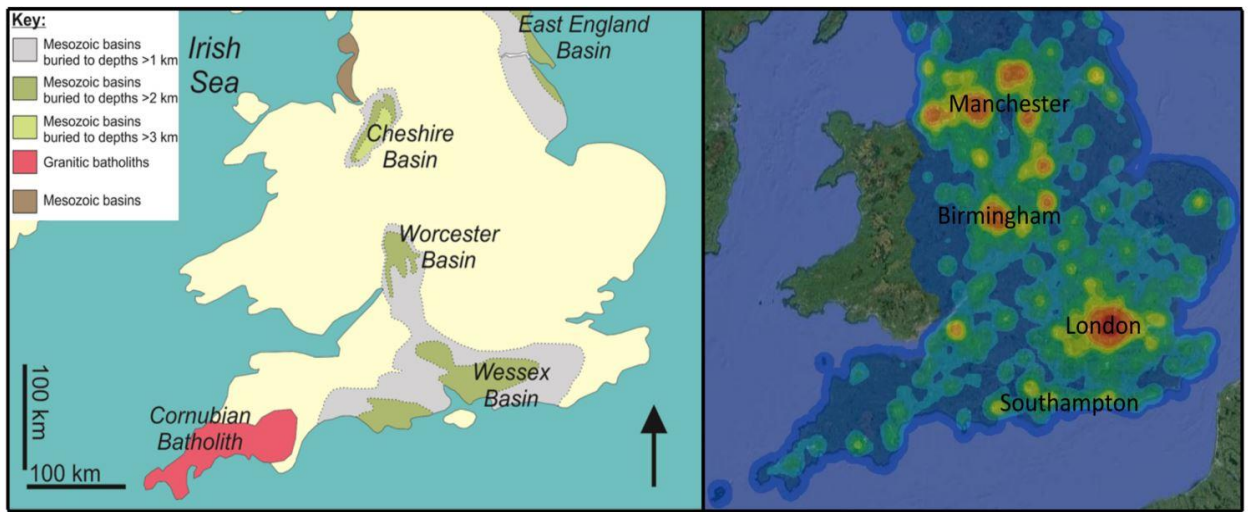 Key:
Mesozoic basins
buried to depths >1 km
Mesozoic basins
buried to depths >2 km
Mesozoic basins
buried to depths >3 km
Granitic batholiths
Mesozoic basins
Irish
Sea
East England
Basin
Cheshire
Basin
Worcester
Basin
Wessex
Basin
Cornubian
Batholith
100 km
100 km
Manchester
Birmingham
London
Southampton